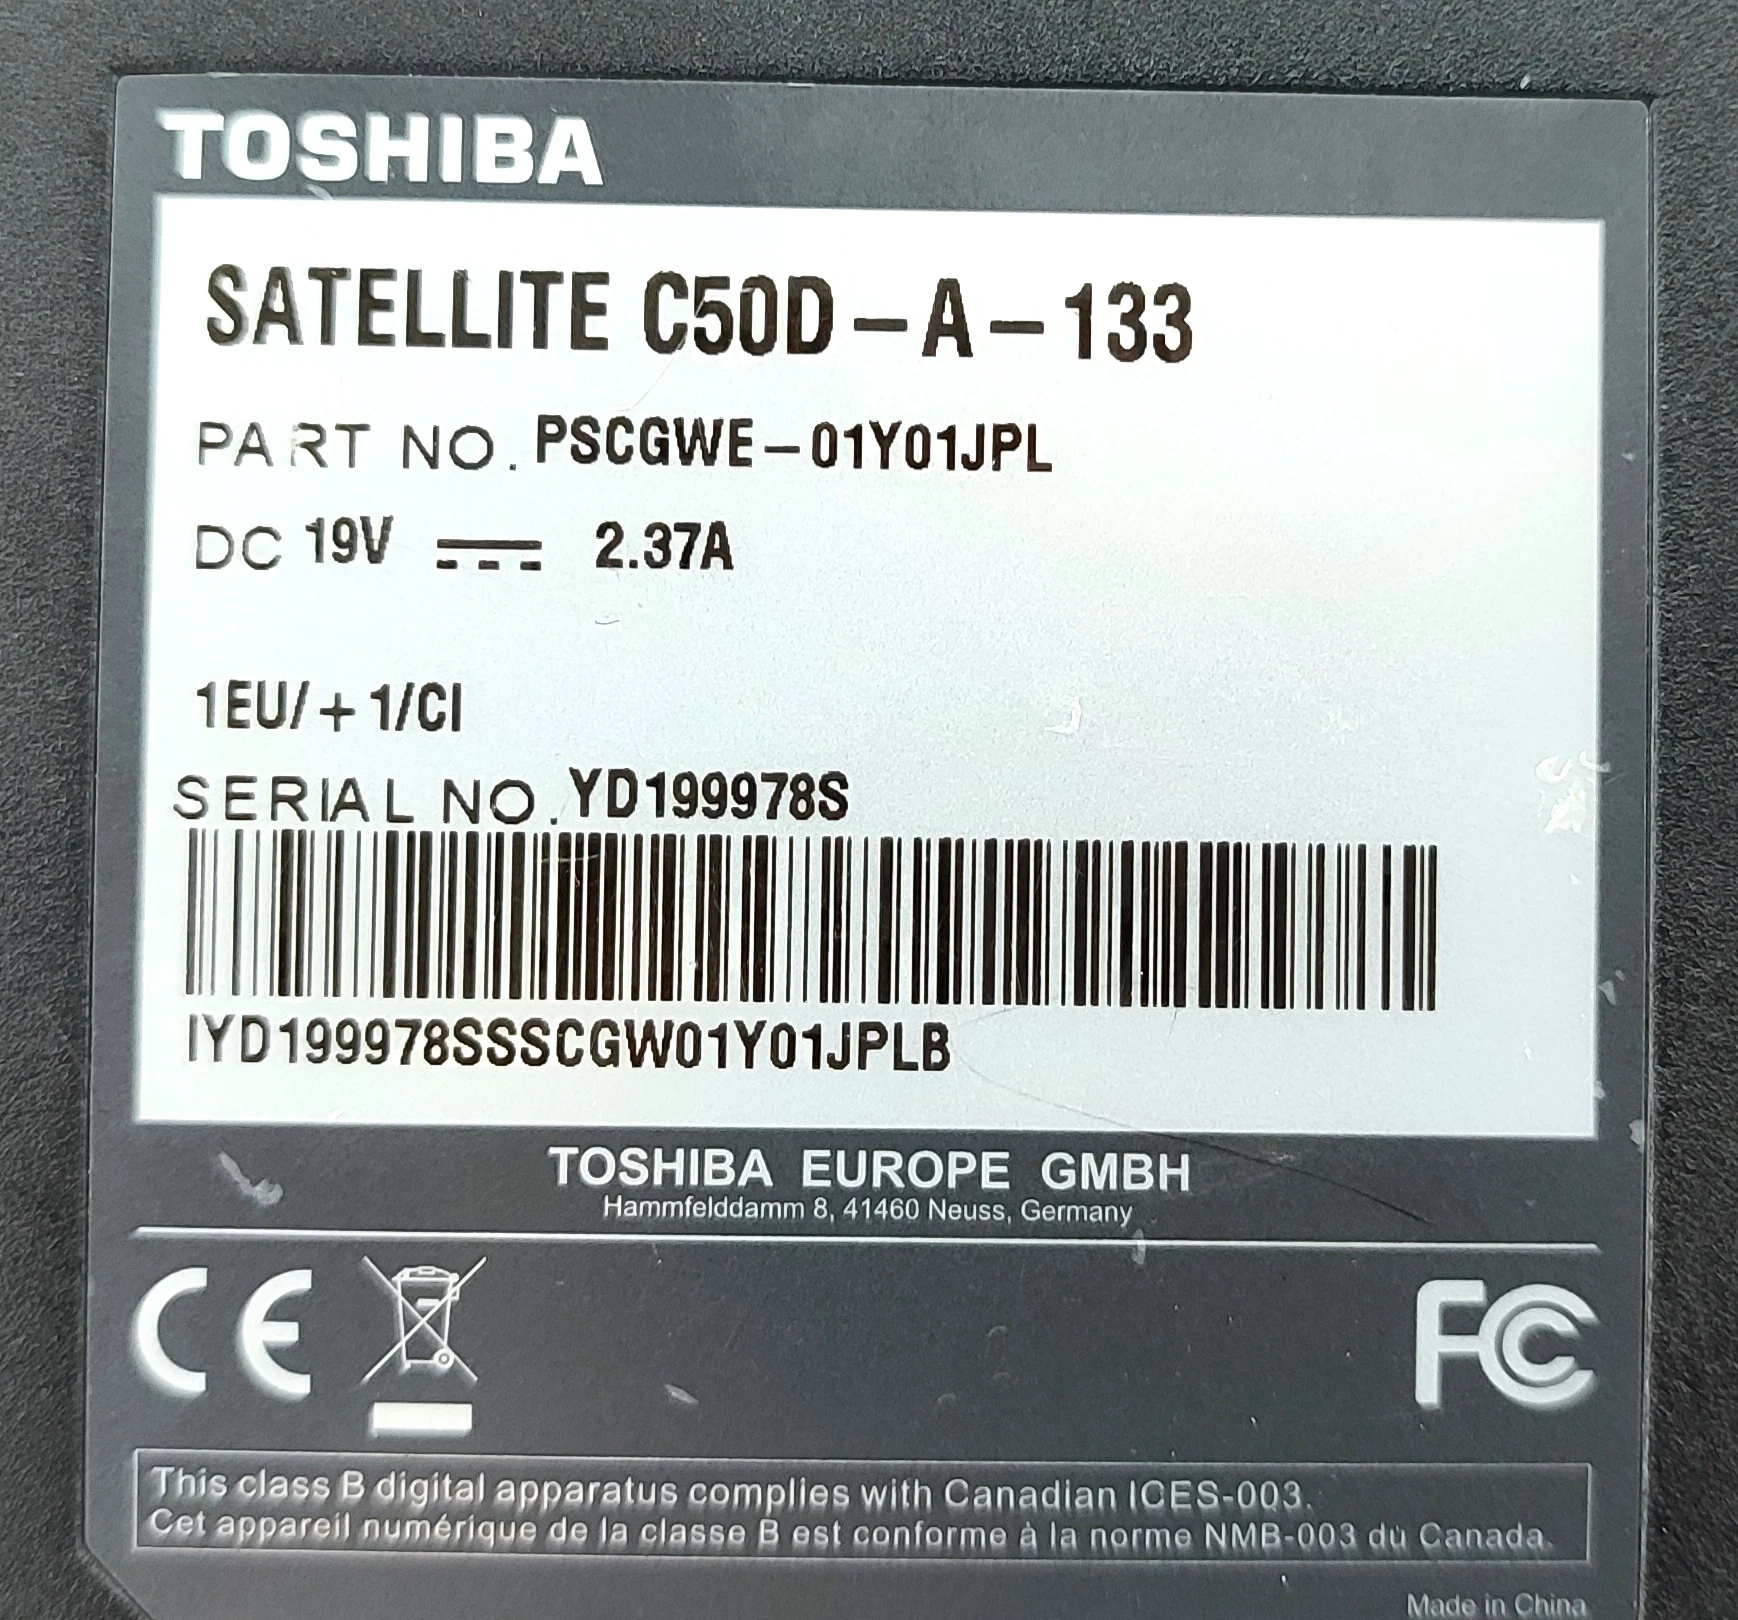 TOSHIBA
SATELLITE C50D-A-133
PART NO. PSCGWE-01Y01JPL
DC 19V ⎓ 2.37A
1EU/+1/CI
SERIAL NO. YD199978S
IYD199978SSSCGW01Y01JPLB
TOSHIBA EUROPE GMBH
Hammfelddamm 8, 41460 Neuss, Germany
CE
FC
This class B digital apparatus complies with Canadian ICES-003.
Cet appareil numérique de la classe B est conforme à la norme NMB-003 du Canada.
Made in China